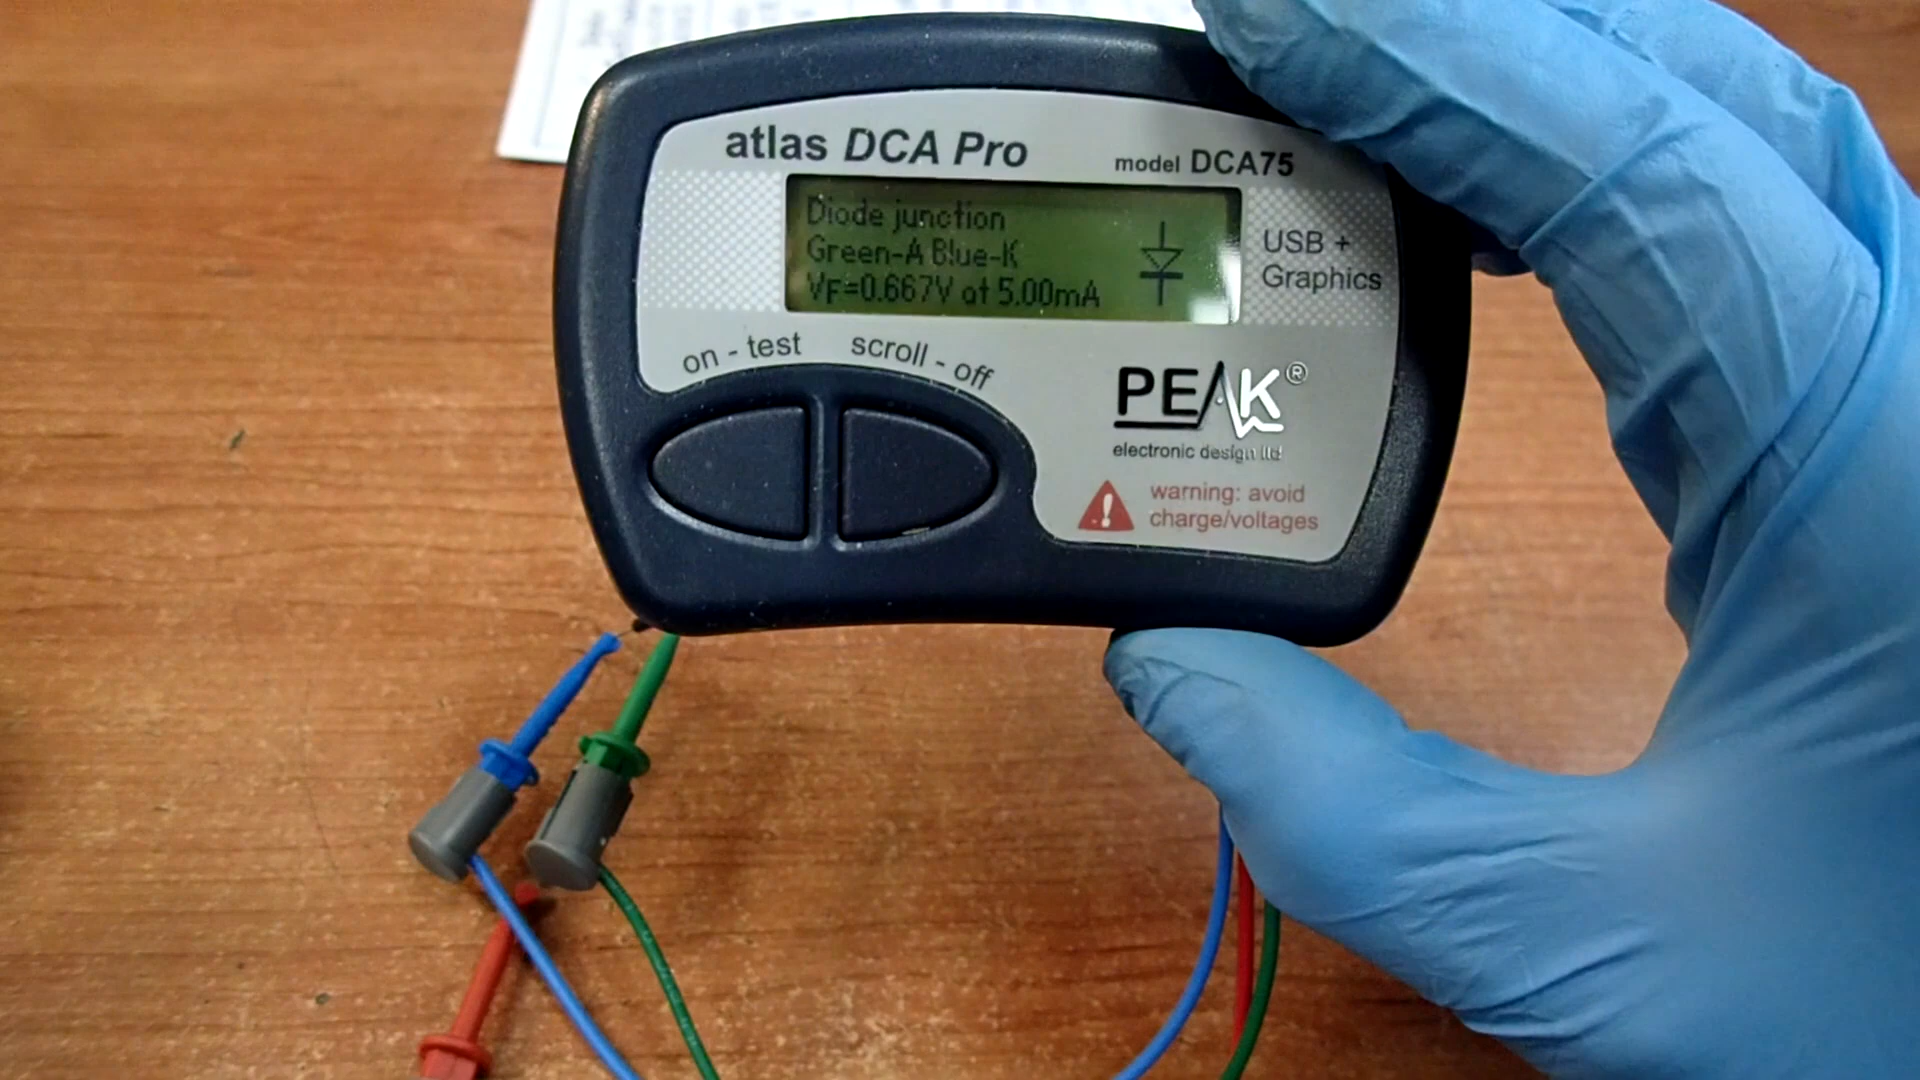 atlas DCA Pro
model DCA75
Diode junction
Green-A Blue-K
VF=0.667V at 5.00mA
USB +
Graphics
on - test
scroll - off
PEAK®
electronic design ltd
warning: avoid
charge/voltages